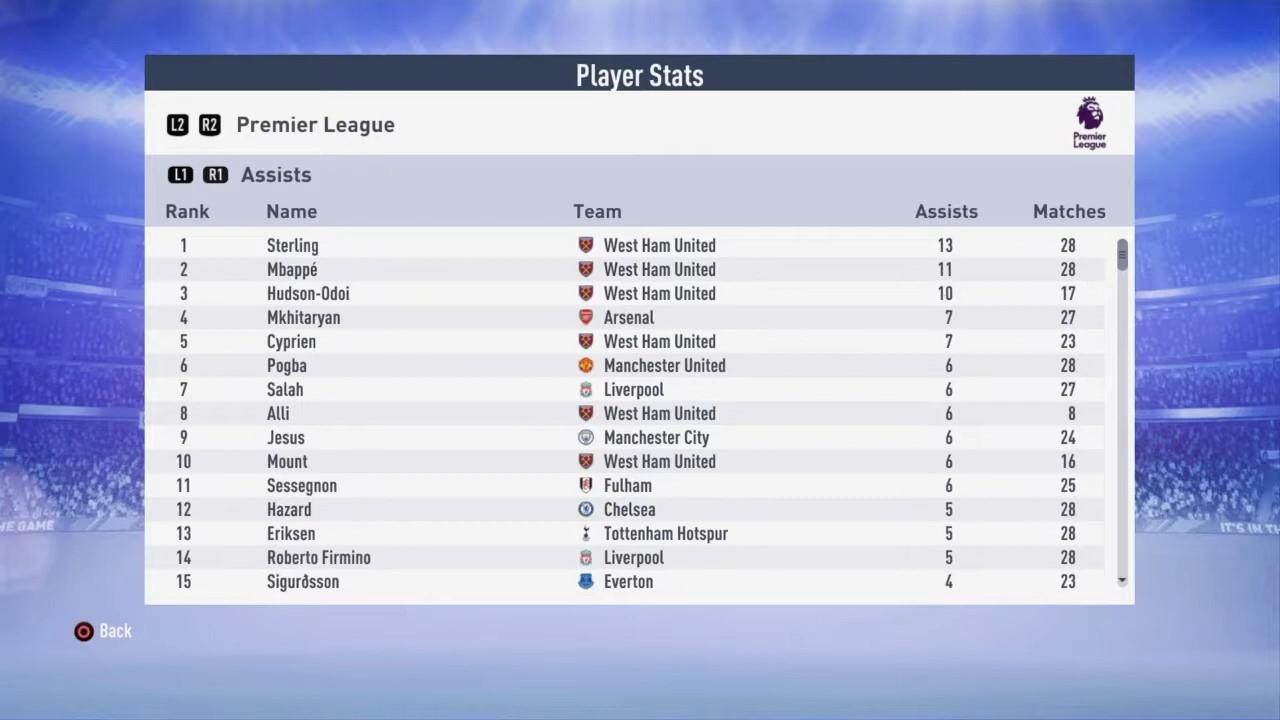 Player Stats
L2 R2 Premier League
Premier League
L1 R1 Assists
Rank Name Team Assists Matches
1 Sterling West Ham United 13 28
2 Mbappé West Ham United 11 28
3 Hudson-Odoi West Ham United 10 17
4 Mkhitaryan Arsenal 7 27
5 Cyprien West Ham United 7 23
6 Pogba Manchester United 6 28
7 Salah Liverpool 6 27
8 Alli West Ham United 6 8
9 Jesus Manchester City 6 24
10 Mount West Ham United 6 16
11 Sessegnon Fulham 6 25
12 Hazard Chelsea 5 28
13 Eriksen Tottenham Hotspur 5 28
14 Roberto Firmino Liverpool 5 28
15 Sigurðsson Everton 4 23
HE GAME
IT'S IN TH
Back